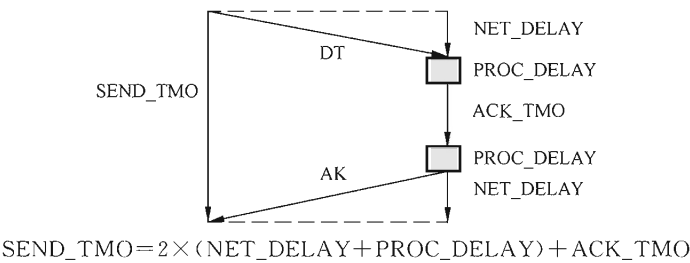 NET_DELAY
DT
PROC_DELAY
SEND_TMO
ACK_TMO
PROC_DELAY
AK
NET_DELAY
SEND_TMO=2×(NET_DELAY+PROC_DELAY)+ACK_TMO